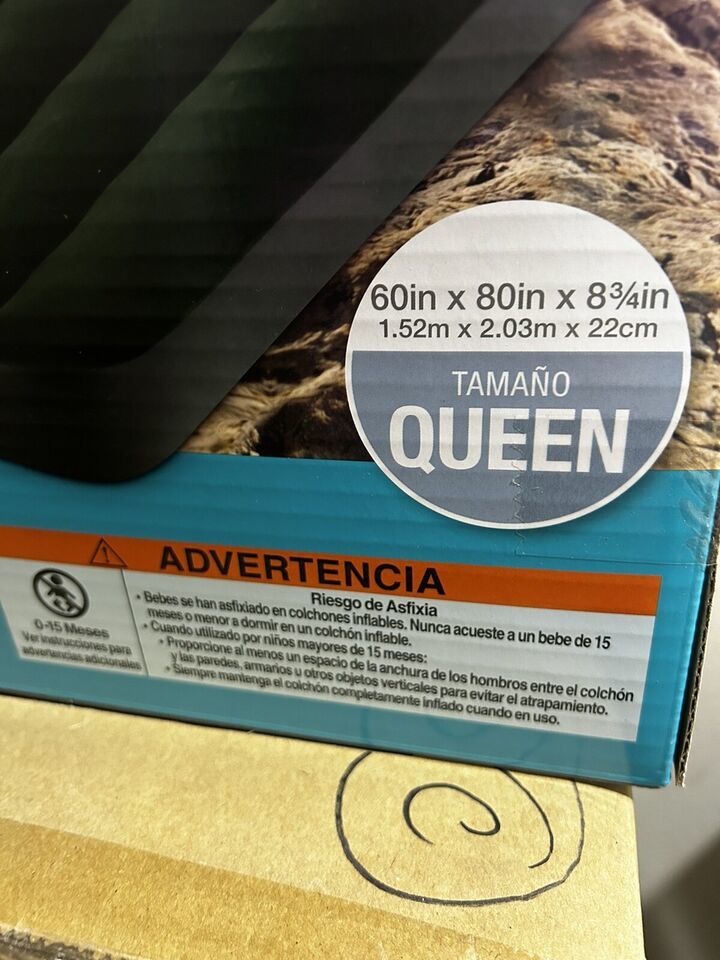 60in x 80in x 8¾in
1.52m x 2.03m x 22cm
TAMAÑO
QUEEN
ADVERTENCIA
Riesgo de Asfixia
• Bebes se han asfixiado en colchones inflables. Nunca acueste a un bebe de 15
meses o menor a dormir en un colchón inflable.
• Cuando utilizado por niños mayores de 15 meses:
• Proporcione al menos un espacio de la anchura de los hombros entre el colchón
y las paredes, armarios u otros objetos verticales para evitar el atrapamiento.
• Siempre mantenga el colchón completamente inflado cuando en uso.
0-15 Meses
Ver instrucciones para
advertencias adicionales